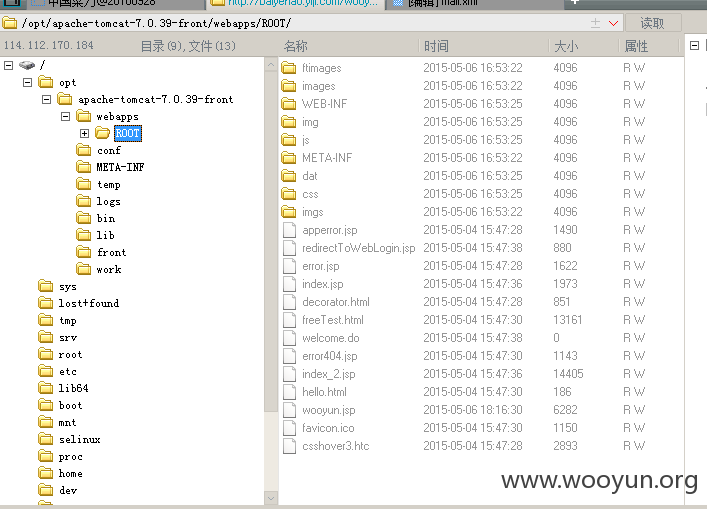 中国菜刀@20160328 http://baiyehao.yiji.com/wooy... [编辑] mail.xml
/opt/apache-tomcat-7.0.39-front/webapps/ROOT/ 读取
114.112.170.184 目录(9),文件(13) 名称 时间 大小 属性
/
opt
apache-tomcat-7.0.39-front
webapps
ROOT
conf
META-INF
temp
logs
bin
lib
front
work
sys
lost+found
tmp
srv
root
etc
lib64
boot
mnt
selinux
proc
home
dev
ftimages 2015-05-06 16:53:22 4096 R W
images 2015-05-06 16:53:22 4096 R W
WEB-INF 2015-05-06 16:53:25 4096 R W
img 2015-05-06 16:53:25 4096 R W
js 2015-05-06 16:53:25 4096 R W
META-INF 2015-05-06 16:53:22 4096 R W
dat 2015-05-06 16:53:25 4096 R W
css 2015-05-06 16:53:25 4096 R W
imgs 2015-05-06 16:53:22 4096 R W
apperror.jsp 2015-05-04 15:47:28 1490 R W
redirectToWebLogin.jsp 2015-05-04 15:47:38 880 R W
error.jsp 2015-05-04 15:47:28 1622 R W
index.jsp 2015-05-04 15:47:36 1973 R W
decorator.html 2015-05-04 15:47:28 851 R W
freeTest.html 2015-05-04 15:47:30 13161 R W
welcome.do 2015-05-04 15:47:38 0 R W
error404.jsp 2015-05-04 15:47:30 1143 R W
index_2.jsp 2015-05-04 15:47:36 14405 R W
hello.html 2015-05-04 15:47:30 186 R W
wooyun.jsp 2015-05-06 18:16:30 6282 R W
favicon.ico 2015-05-04 15:47:30 1150 R W
csshover3.htc 2015-05-04 15:47:28 2893 R W
www.wooyun.org